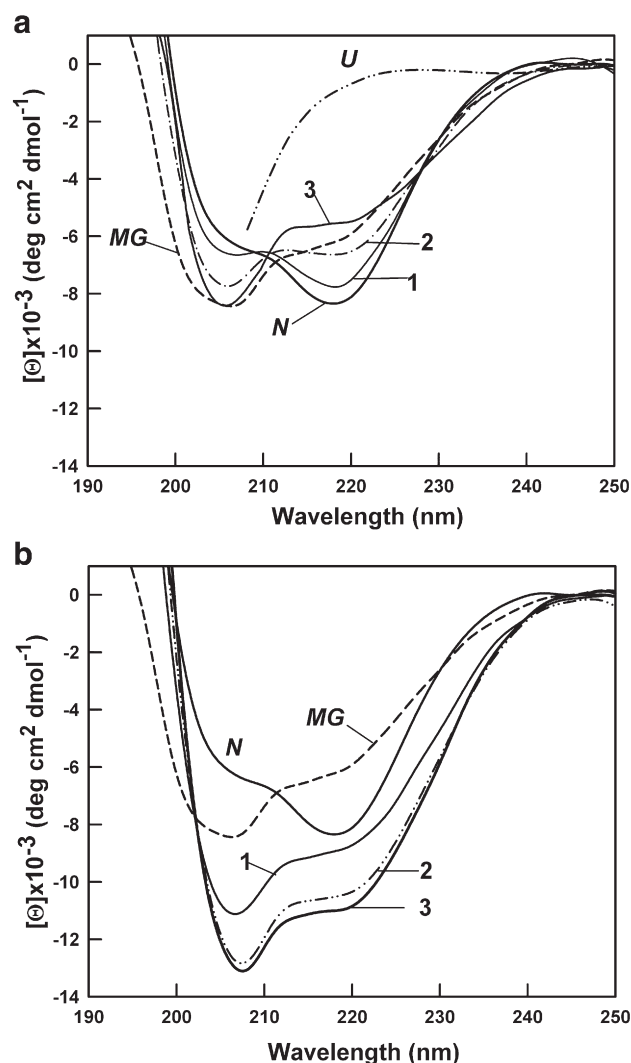 a
[Θ]x10⁻³ (deg cm² dmol⁻¹)
0
-2
-4
-6
-8
-10
-12
-14
U
3
MG
2
1
N
190 200 210 220 230 240 250
Wavelength (nm)
b
[Θ]x10⁻³ (deg cm² dmol⁻¹)
0
-2
-4
-6
-8
-10
-12
-14
MG
N
1
2
3
190 200 210 220 230 240 250
Wavelength (nm)